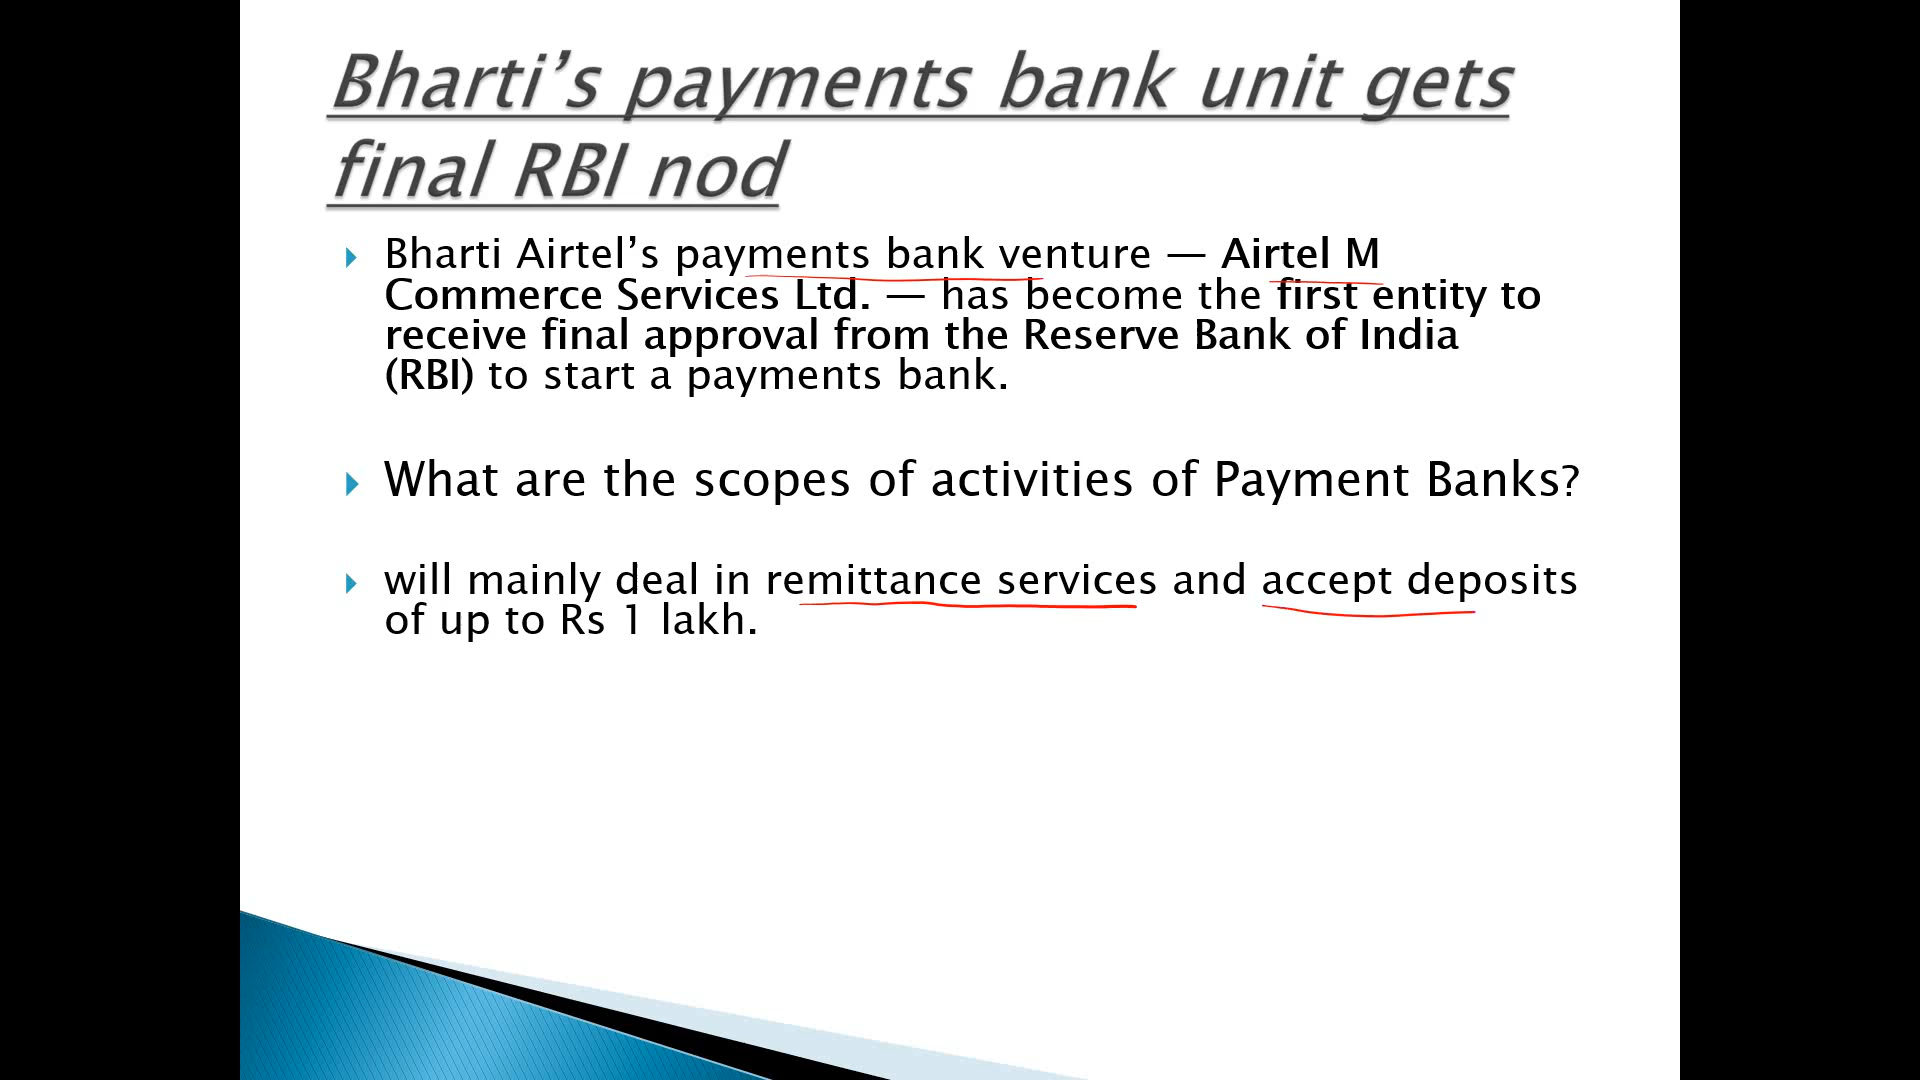 Bharti’s payments bank unit gets
final RBI nod
Bharti Airtel’s payments bank venture — Airtel M
Commerce Services Ltd. — has become the first entity to
receive final approval from the Reserve Bank of India
(RBI) to start a payments bank.
What are the scopes of activities of Payment Banks?
will mainly deal in remittance services and accept deposits
of up to Rs 1 lakh.